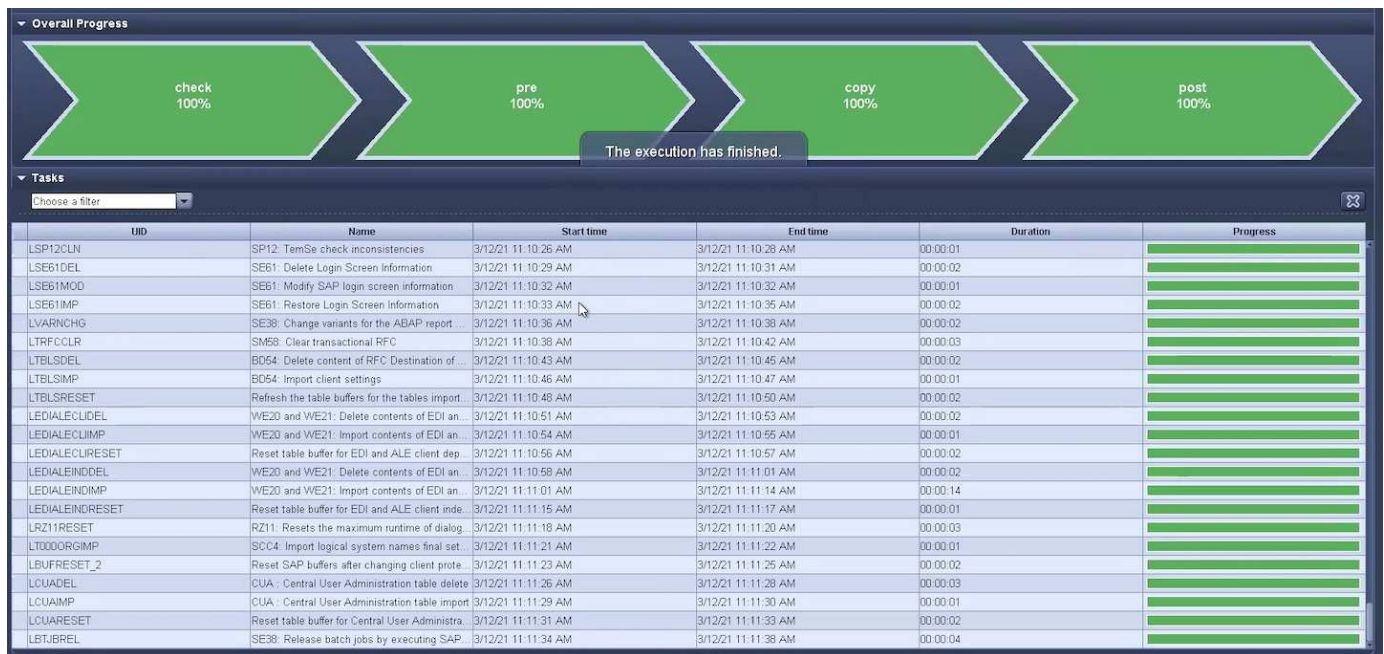 Overall Progress
check
100%
pre
100%
copy
100%
post
100%
The execution has finished.
Tasks
Choose a filter
UID Name Start time End time Duration Progress
LSP12CLN SP12: TemSe check inconsistencies 3/12/21 11:10:26 AM 3/12/21 11:10:28 AM 00:00:01
LSE61DEL SE61: Delete Login Screen Information 3/12/21 11:10:29 AM 3/12/21 11:10:31 AM 00:00:02
LSE61MOD SE61: Modify SAP login screen information 3/12/21 11:10:32 AM 3/12/21 11:10:32 AM 00:00:01
LSE61IMP SE61: Restore Login Screen Information 3/12/21 11:10:33 AM 3/12/21 11:10:35 AM 00:00:02
LVARNCHG SE38: Change variants for the ABAP report ... 3/12/21 11:10:36 AM 3/12/21 11:10:38 AM 00:00:02
LTRFCCLR SM58: Clear transactional RFC 3/12/21 11:10:38 AM 3/12/21 11:10:42 AM 00:00:03
LTBLSDEL BD54: Delete content of RFC Destination of ... 3/12/21 11:10:43 AM 3/12/21 11:10:45 AM 00:00:02
LTBLSIMP BD54: Import client settings 3/12/21 11:10:46 AM 3/12/21 11:10:47 AM 00:00:01
LTBLSRESET Refresh the table buffers for the tables import... 3/12/21 11:10:48 AM 3/12/21 11:10:50 AM 00:00:02
LEDIALECLIDEL WE20 and WE21: Delete contents of EDI an... 3/12/21 11:10:51 AM 3/12/21 11:10:53 AM 00:00:02
LEDIALECLIIMP WE20 and WE21: Import contents of EDI an... 3/12/21 11:10:54 AM 3/12/21 11:10:55 AM 00:00:01
LEDIALECLIRESET Reset table buffer for EDI and ALE client dep... 3/12/21 11:10:56 AM 3/12/21 11:10:57 AM 00:00:02
LEDIALEINDDEL WE20 and WE21: Delete contents of EDI an... 3/12/21 11:10:58 AM 3/12/21 11:11:01 AM 00:00:02
LEDIALEINDIMP WE20 and WE21: Import contents of EDI an... 3/12/21 11:11:01 AM 3/12/21 11:11:14 AM 00:00:14
LEDIALEINDRESET Reset table buffer for EDI and ALE client inde... 3/12/21 11:11:15 AM 3/12/21 11:11:17 AM 00:00:01
LRZ11RESET RZ11: Resets the maximum runtime of dialog... 3/12/21 11:11:18 AM 3/12/21 11:11:20 AM 00:00:03
LT000ORGIMP SCC4: Import logical system names final set... 3/12/21 11:11:21 AM 3/12/21 11:11:22 AM 00:00:01
LBUFRESET_2 Reset SAP buffers after changing client prote... 3/12/21 11:11:23 AM 3/12/21 11:11:25 AM 00:00:02
LCUADEL CUA : Central User Administration table delete 3/12/21 11:11:26 AM 3/12/21 11:11:28 AM 00:00:03
LCUAIMP CUA : Central User Administration table import 3/12/21 11:11:29 AM 3/12/21 11:11:30 AM 00:00:01
LCUARESET Reset table buffer for Central User Administra... 3/12/21 11:11:31 AM 3/12/21 11:11:33 AM 00:00:02
LBTJBREL SE38: Release batch jobs by executing SAP... 3/12/21 11:11:34 AM 3/12/21 11:11:38 AM 00:00:04